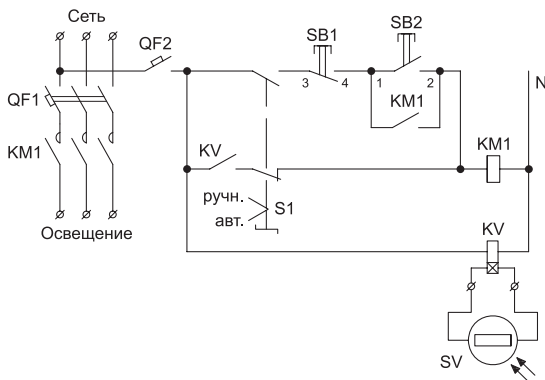 Сеть
QF2
SB1
SB2
3
4
1
2
N
QF1
KM1
KM1
KV
KM1
ручн.
авт.
S1
Освещение
KV
SV